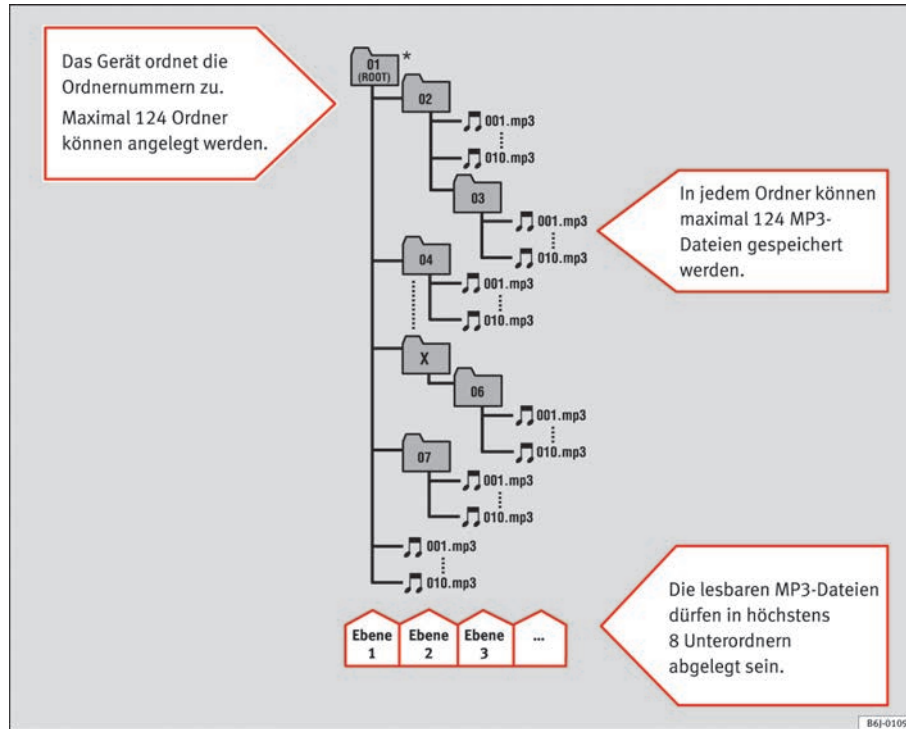 Das Gerät ordnet die
Ordnernummern zu.
Maximal 124 Ordner
können angelegt werden.
01 *
(ROOT)
02
001.mp3
010.mp3
03
001.mp3
010.mp3
In jedem Ordner können
maximal 124 MP3-
Dateien gespeichert
werden.
04
001.mp3
010.mp3
X
06
001.mp3
010.mp3
07
001.mp3
010.mp3
001.mp3
010.mp3
Ebene
1
Ebene
2
Ebene
3
...
Die lesbaren MP3-Dateien
dürfen in höchstens
8 Unterordnern
abgelegt sein.
B6J-0109